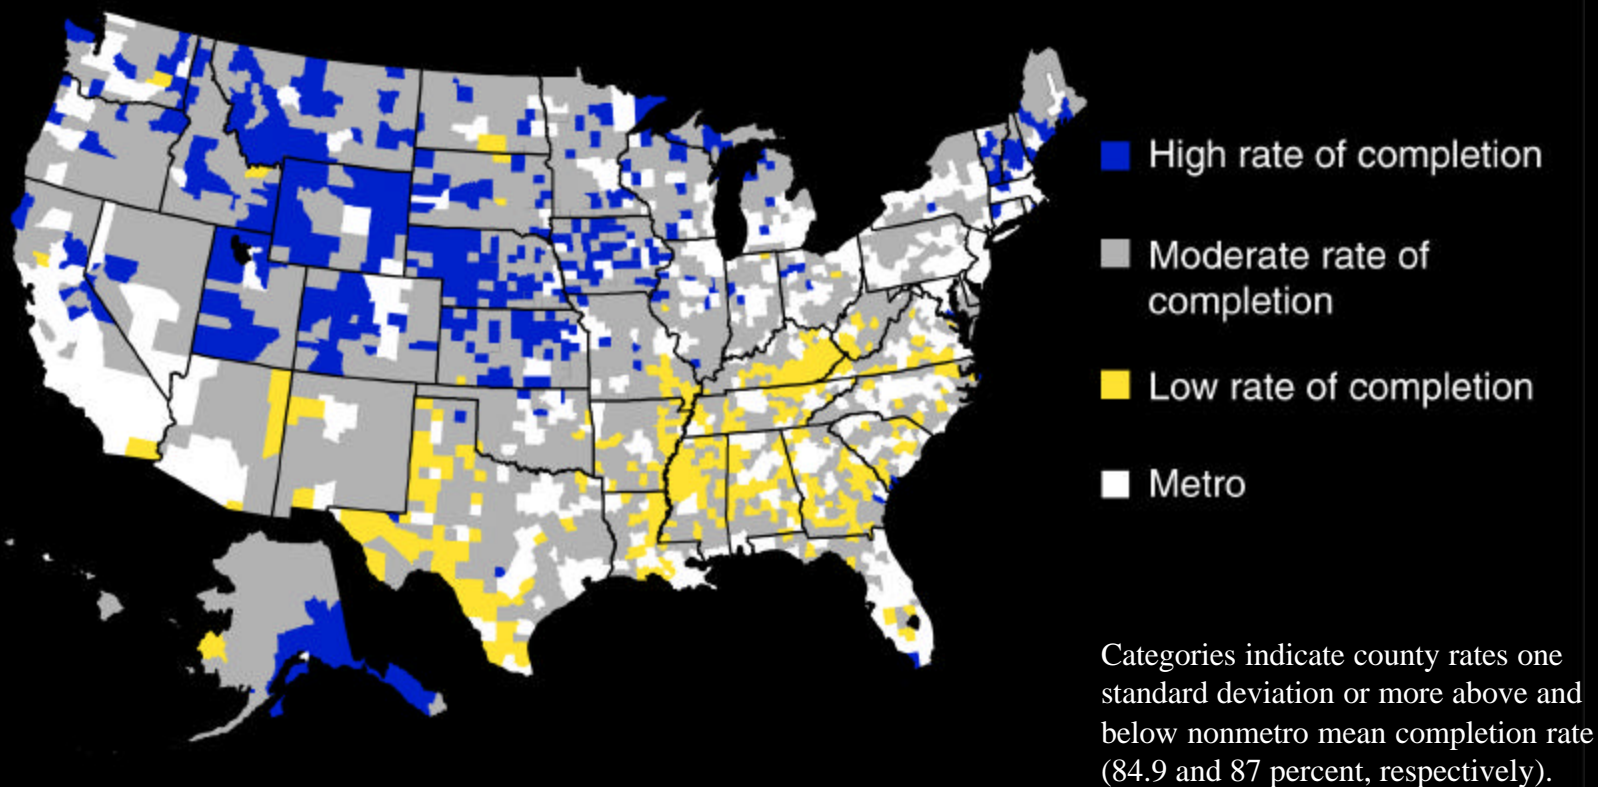 High rate of completion
Moderate rate of
completion
Low rate of completion
Metro
Categories indicate county rates one
standard deviation or more above and
below nonmetro mean completion rate
(84.9 and 87 percent, respectively).